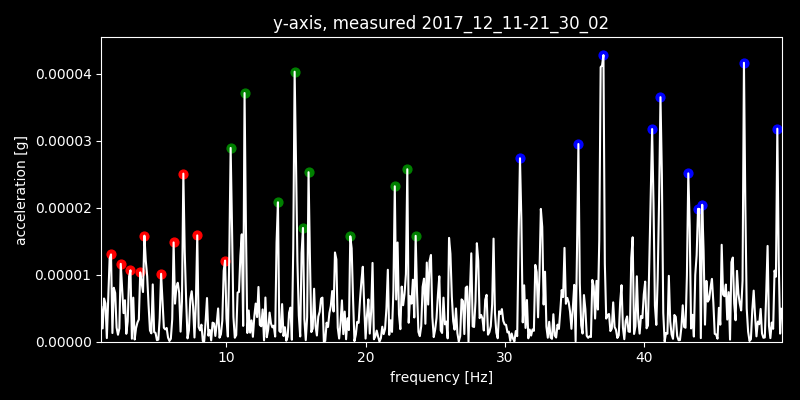 y-axis, measured 2017_12_11-21_30_02
acceleration [g]
0.00004
0.00003
0.00002
0.00001
0.00000
10 20 30 40
frequency [Hz]